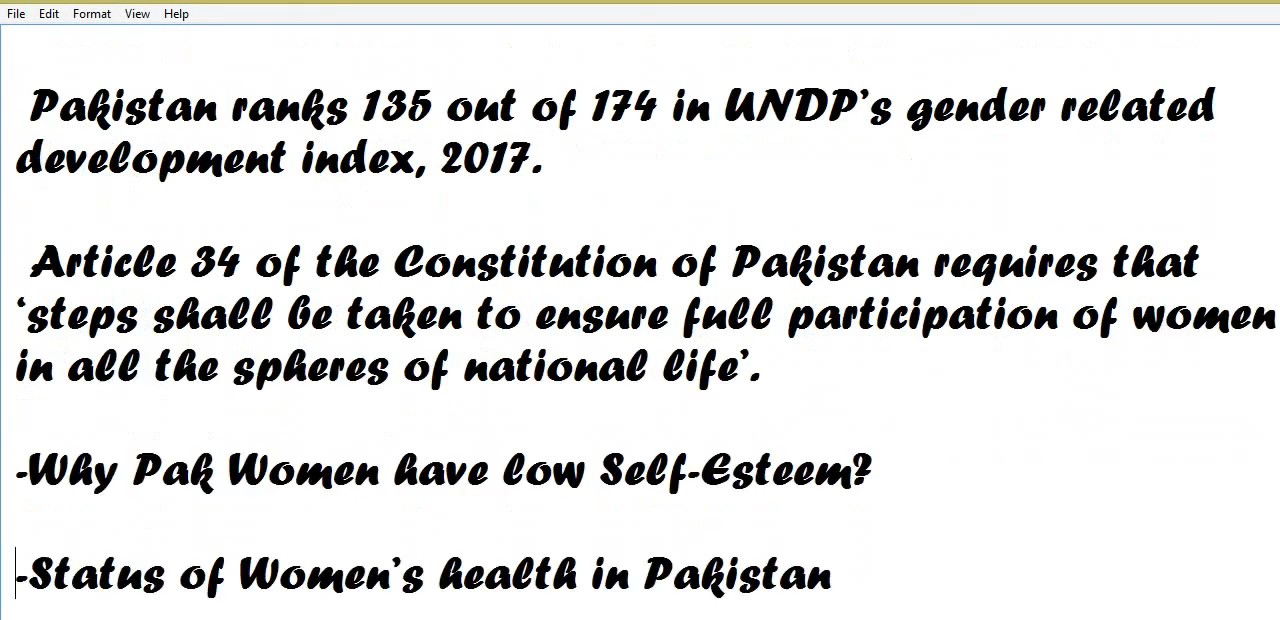 File Edit Format View Help
Pakistan ranks 135 out of 174 in UNDP's gender related
development index, 2017.
Article 34 of the Constitution of Pakistan requires that
‘steps shall be taken to ensure full participation of women
in all the spheres of national life’.
-Why Pak Women have low Self-Esteem?
-Status of Women's health in Pakistan